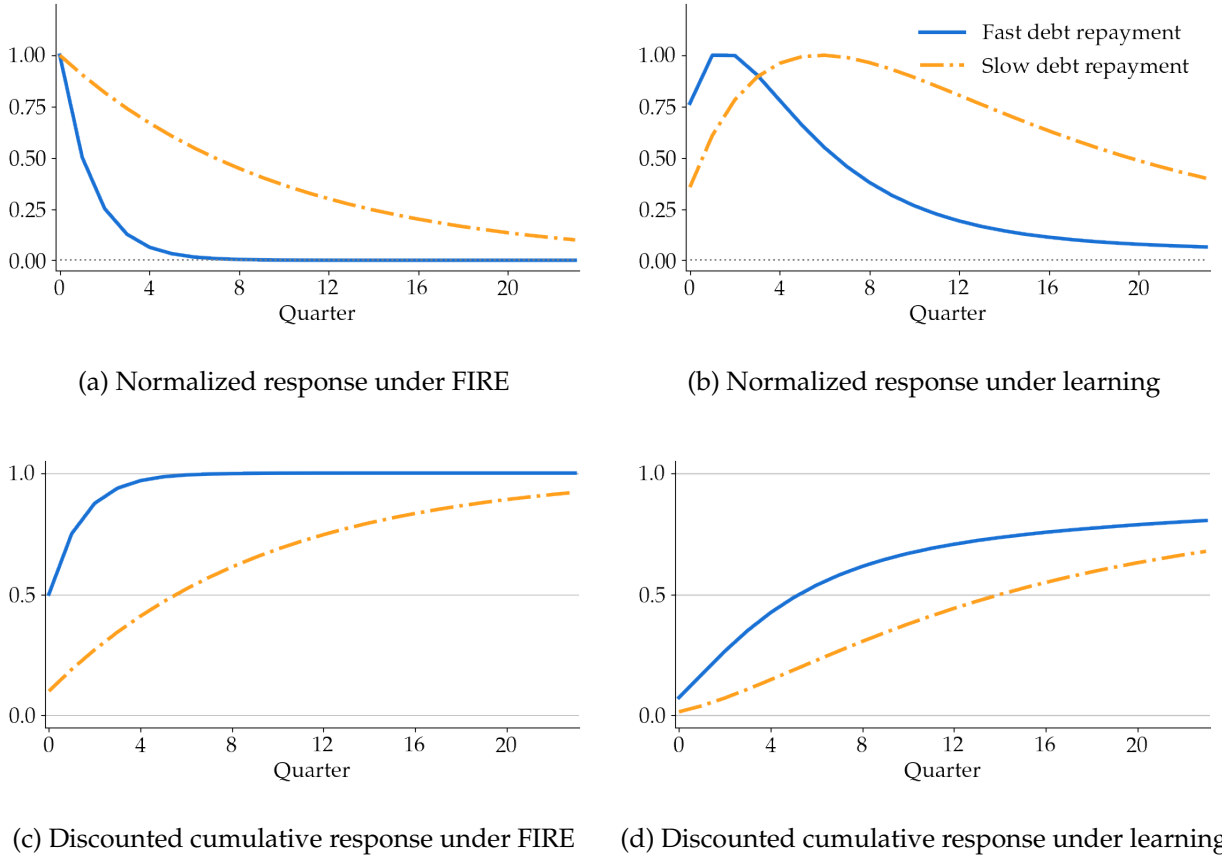 1.00
0.75
0.50
0.25
0.00
0 4 8 12 16 20
Quarter
(a) Normalized response under FIRE
Fast debt repayment
Slow debt repayment
1.00
0.75
0.50
0.25
0.00
0 4 8 12 16 20
Quarter
(b) Normalized response under learning
1.0
0.5
0.0
0 4 8 12 16 20
Quarter
(c) Discounted cumulative response under FIRE
1.0
0.5
0.0
0 4 8 12 16 20
Quarter
(d) Discounted cumulative response under learning